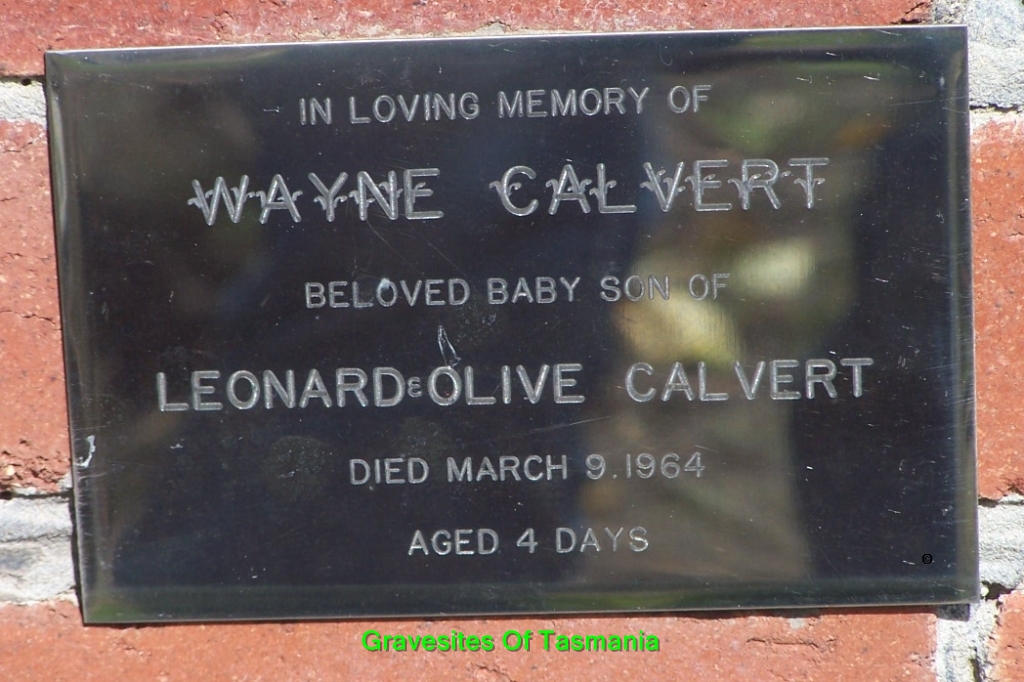 IN LOVING MEMORY OF
WAYNE CALVERT
BELOVED BABY SON OF
LEONARD & OLIVE CALVERT
DIED MARCH 9. 1964
AGED 4 DAYS
©
Gravesites Of Tasmania